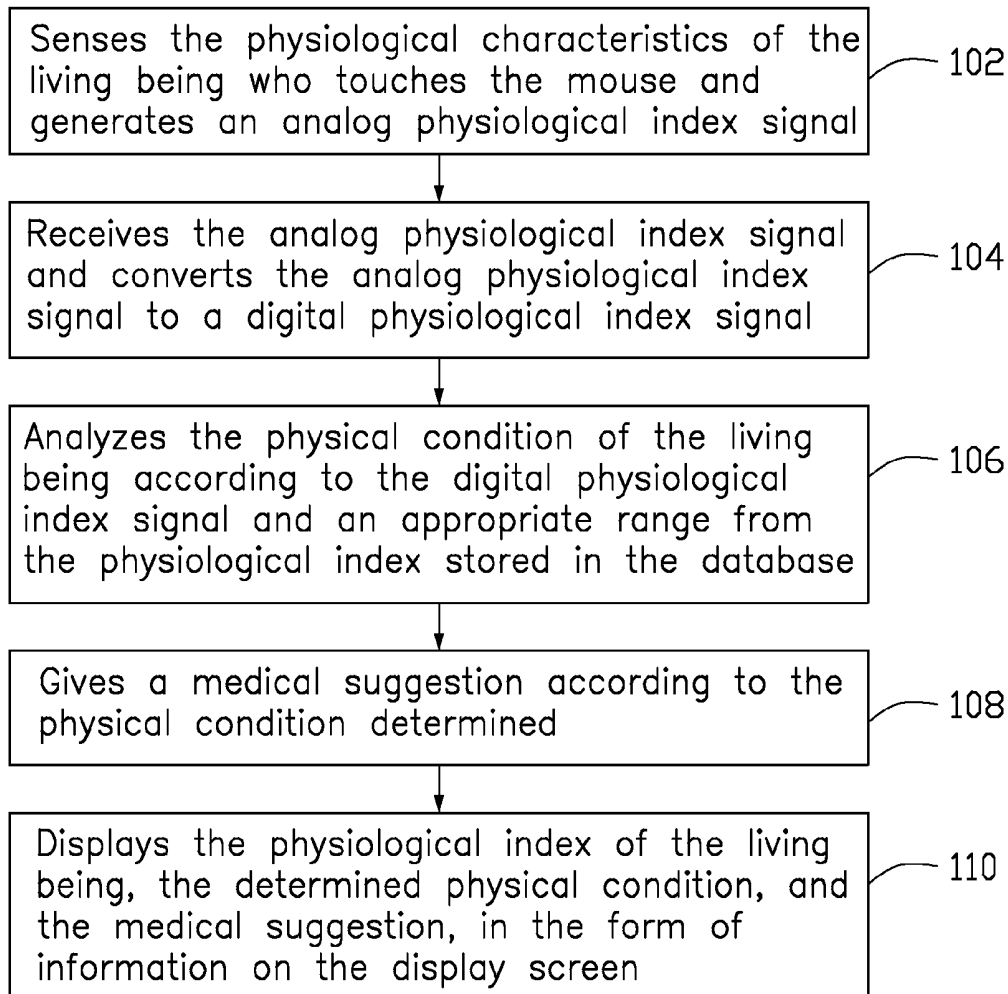 Senses the physiological characteristics of the
living being who touches the mouse and
generates an analog physiological index signal
102
Receives the analog physiological index signal
and converts the analog physiological index
signal to a digital physiological index signal
104
Analyzes the physical condition of the living
being according to the digital physiological
index signal and an appropriate range from
the physiological index stored in the database
106
Gives a medical suggestion according to the
physical condition determined
108
Displays the physiological index of the living
being, the determined physical condition, and
the medical suggestion, in the form of
information on the display screen
110